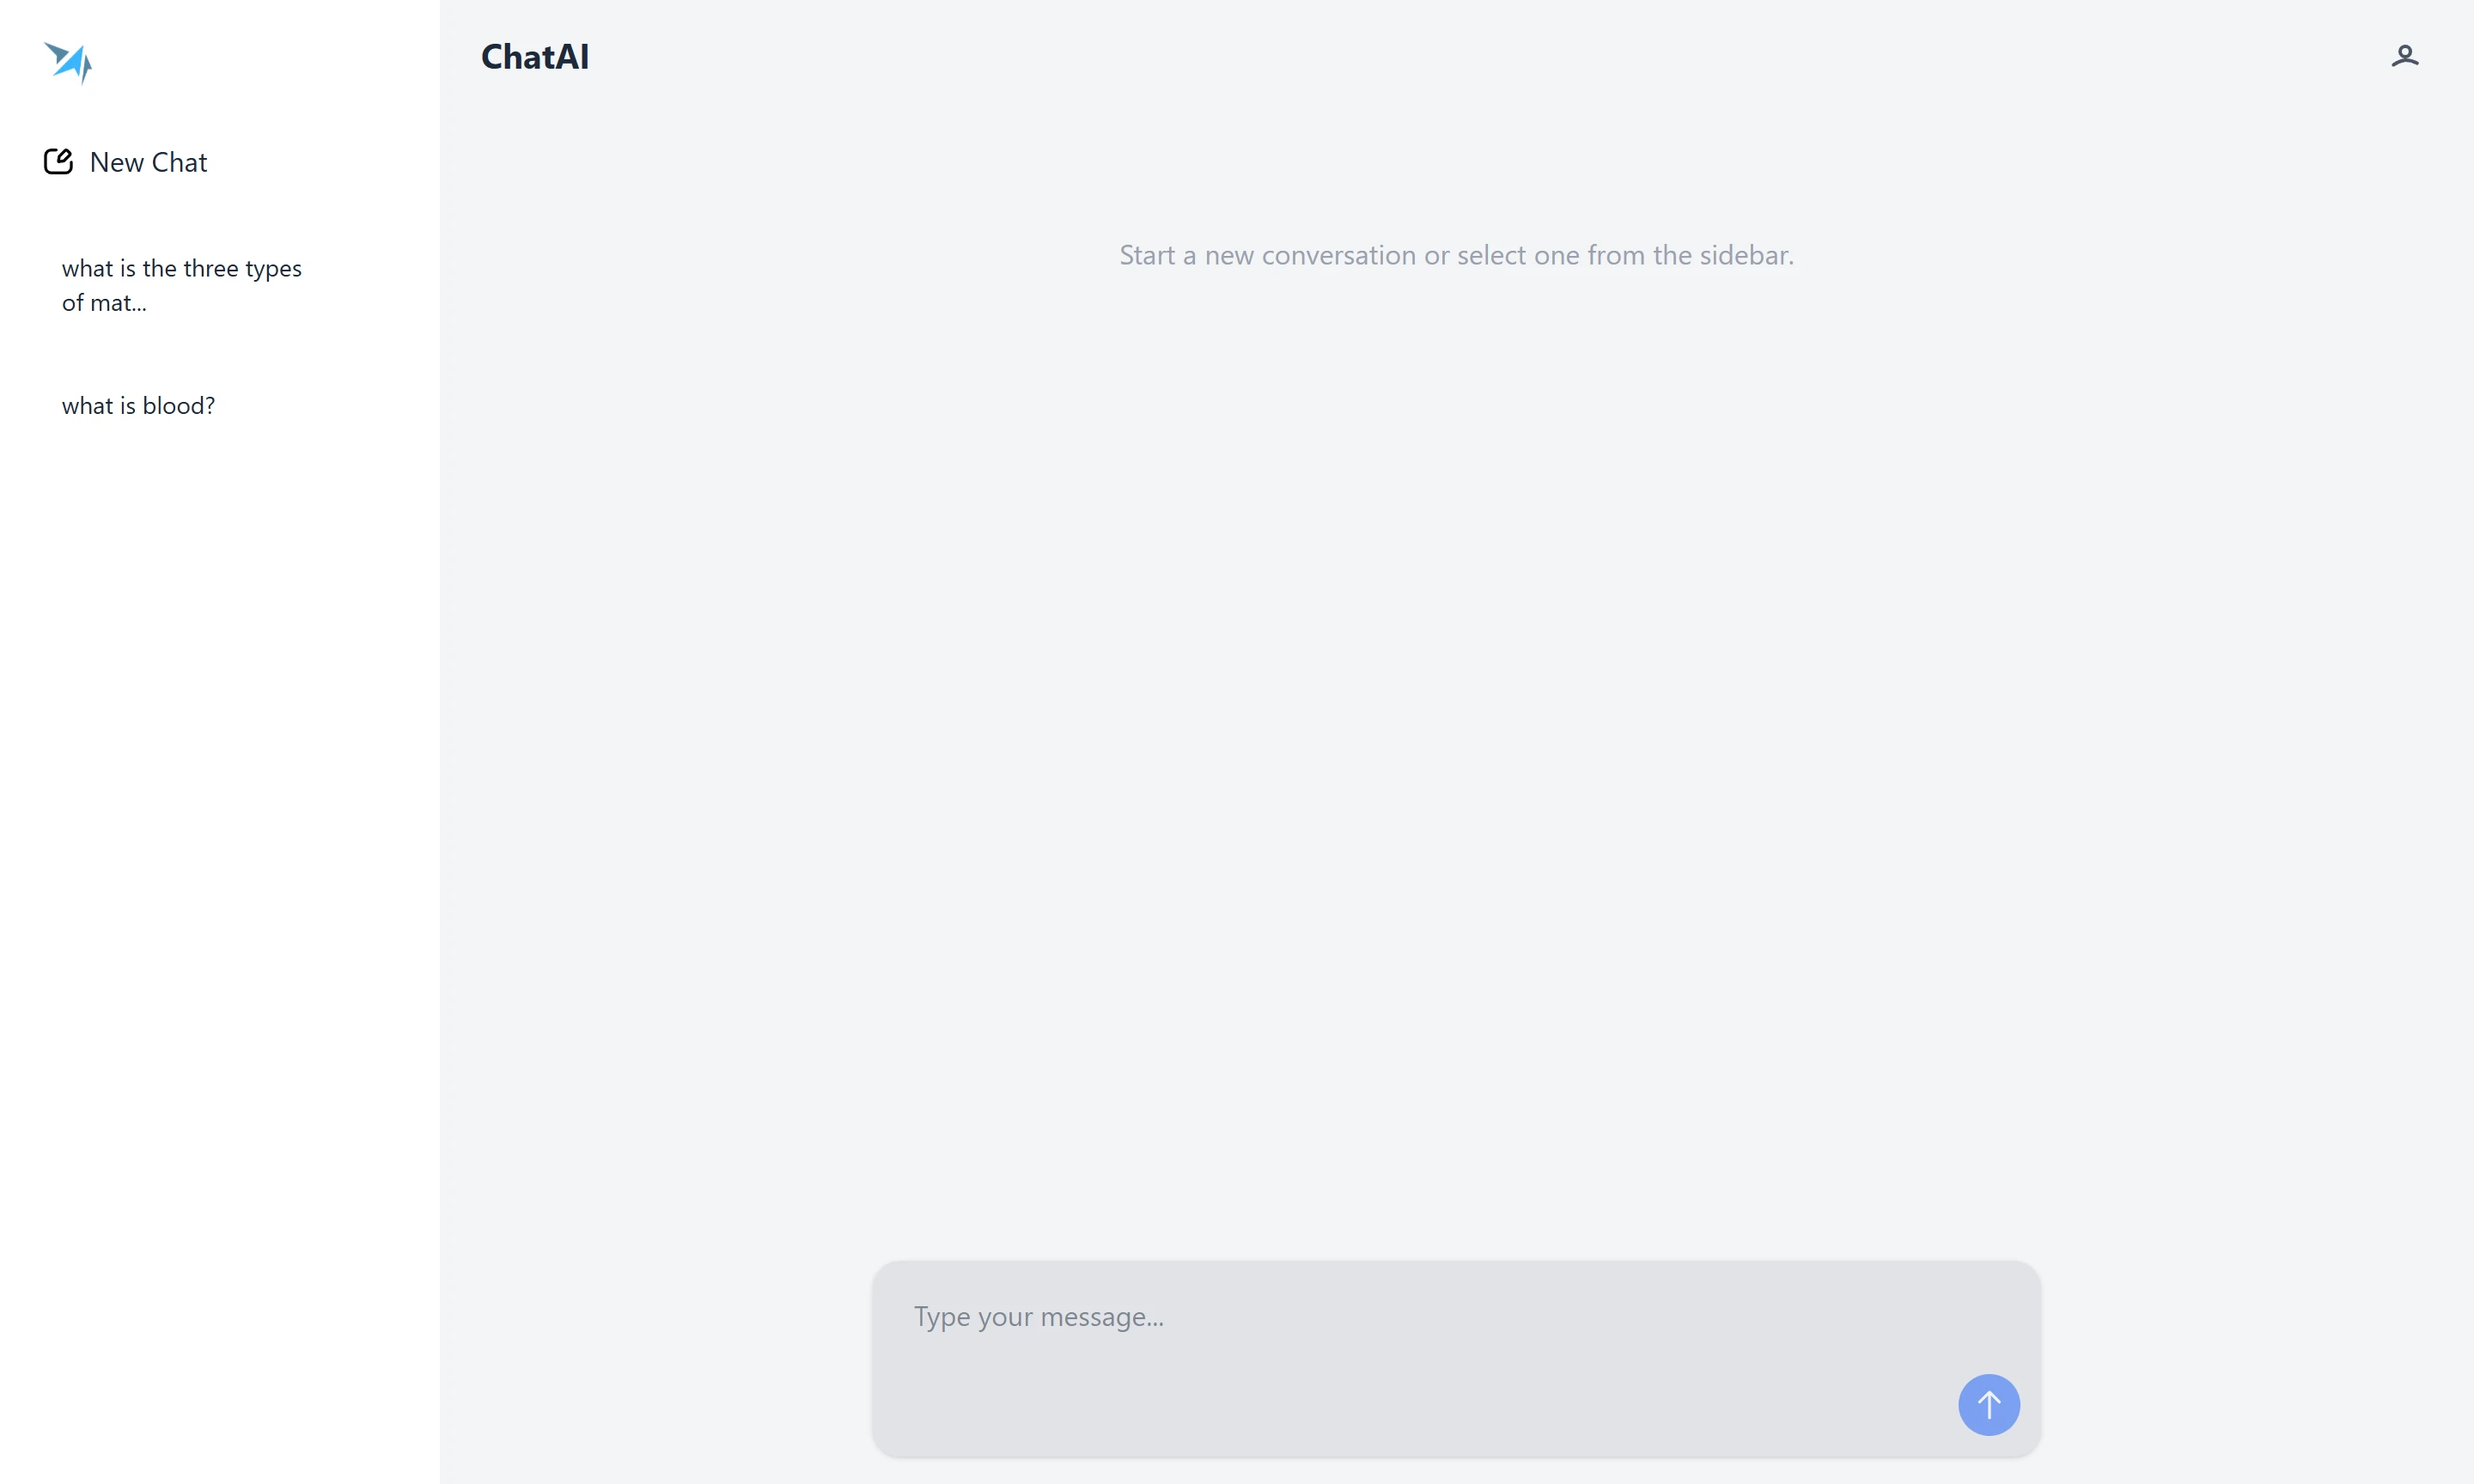 ChatAI
New Chat
what is the three types
of mat...
what is blood?
Start a new conversation or select one from the sidebar.
Type your message...